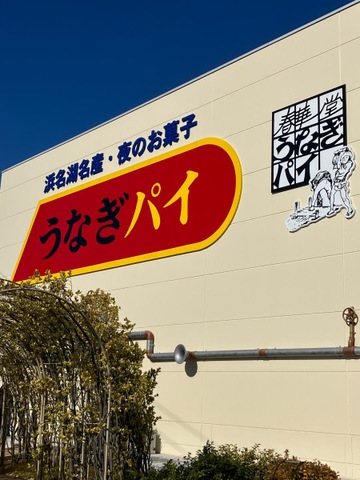 浜名湖名産・夜のお菓子
うなぎパイ
春華堂
うなぎ
パイ